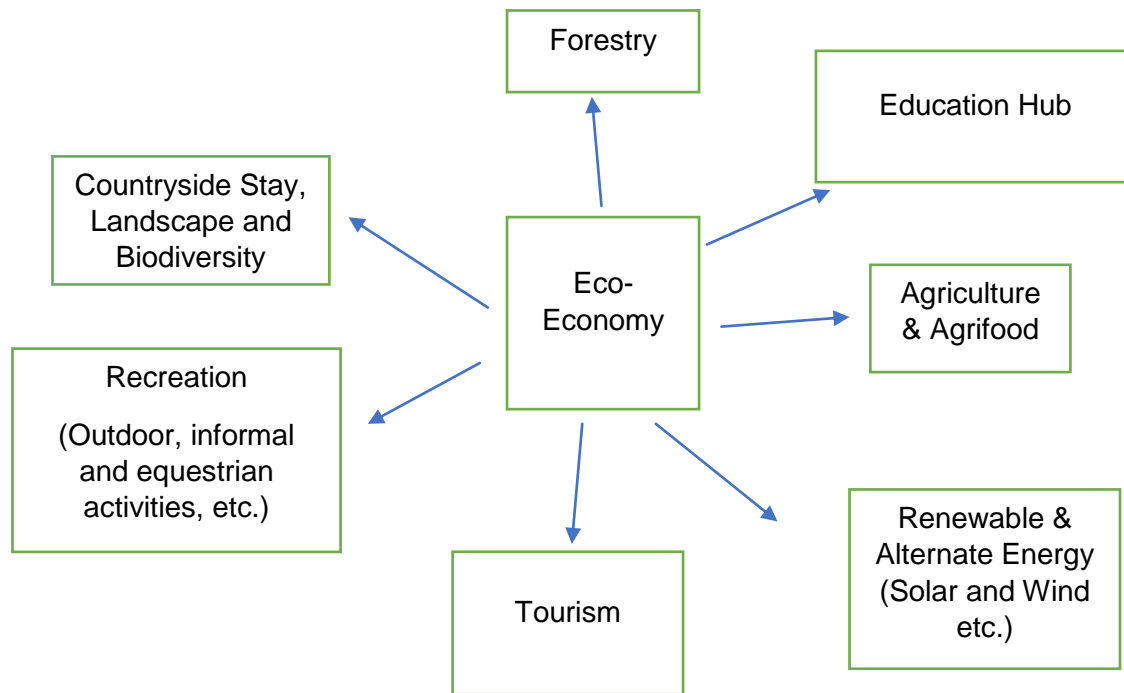 Forestry
Education Hub
Countryside Stay,
Landscape and
Biodiversity
Eco-
Economy
Agriculture
& Agrifood
Recreation
(Outdoor, informal
and equestrian
activities, etc.)
Renewable &
Alternate Energy
(Solar and Wind
etc.)
Tourism